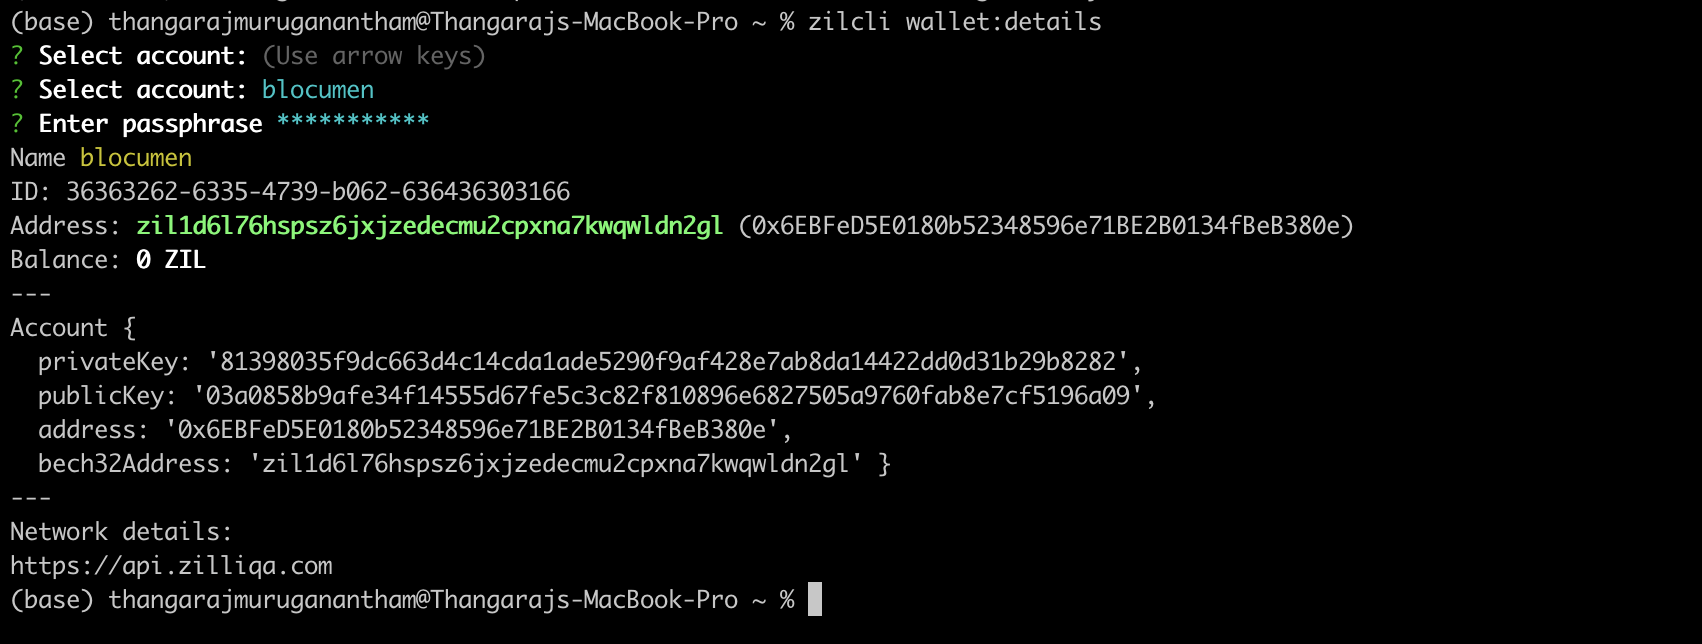 (base) thangarajmuruganantham@Thangarajs-MacBook-Pro ~ % zilcli wallet:details
? Select account: (Use arrow keys)
? Select account: blocumen
? Enter passphrase ***********
Name blocumen
ID: 36363262-6335-4739-b062-636436303166
Address: zil1d6l76hspsz6jxjzedecmu2cpxna7kwqwldn2gl (0x6EBFeD5E0180b52348596e71BE2B0134fBeB380e)
Balance: 0 ZIL
---
Account {
  privateKey: '81398035f9dc663d4c14cda1ade5290f9af428e7ab8da14422dd0d31b29b8282',
  publicKey: '03a0858b9afe34f14555d67fe5c3c82f810896e6827505a9760fab8e7cf5196a09',
  address: '0x6EBFeD5E0180b52348596e71BE2B0134fBeB380e',
  bech32Address: 'zil1d6l76hspsz6jxjzedecmu2cpxna7kwqwldn2gl' }
---
Network details:
https://api.zilliqa.com
(base) thangarajmuruganantham@Thangarajs-MacBook-Pro ~ %